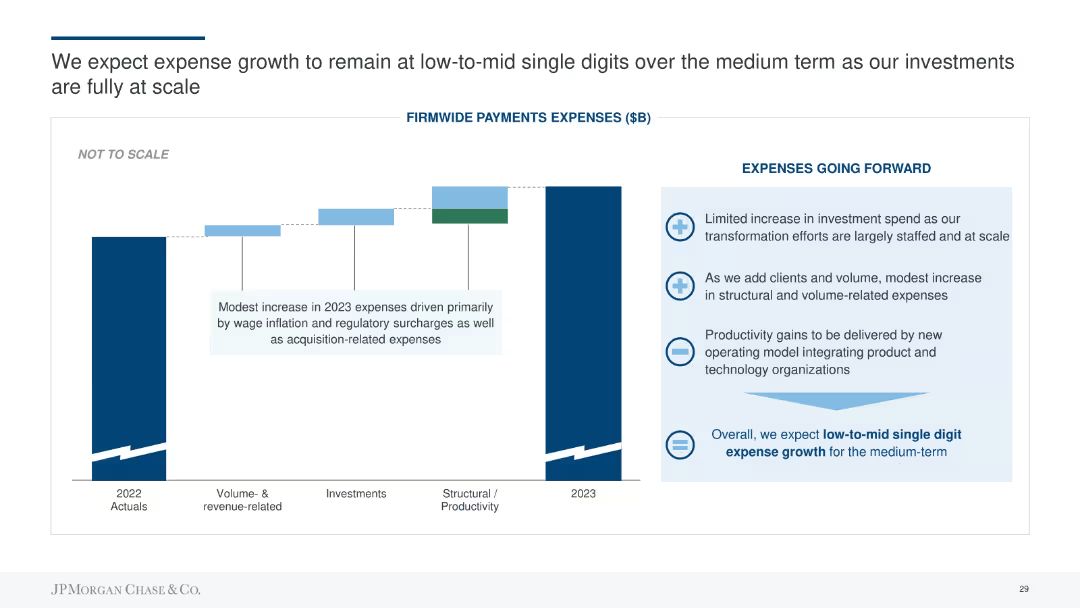 We expect expense growth to remain at low-to-mid single digits over the medium term as our investments
are fully at scale
FIRMWIDE PAYMENTS EXPENSES ($B)
NOT TO SCALE
Modest increase in 2023 expenses driven primarily
by wage inflation and regulatory surcharges as well
as acquisition-related expenses
2022
Actuals
Volume- &
revenue-related
Investments
Structural /
Productivity
2023
EXPENSES GOING FORWARD
Limited increase in investment spend as our
transformation efforts are largely staffed and at scale
As we add clients and volume, modest increase
in structural and volume-related expenses
Productivity gains to be delivered by new
operating model integrating product and
technology organizations
Overall, we expect low-to-mid single digit
expense growth for the medium-term
JPMORGAN CHASE & CO.
29